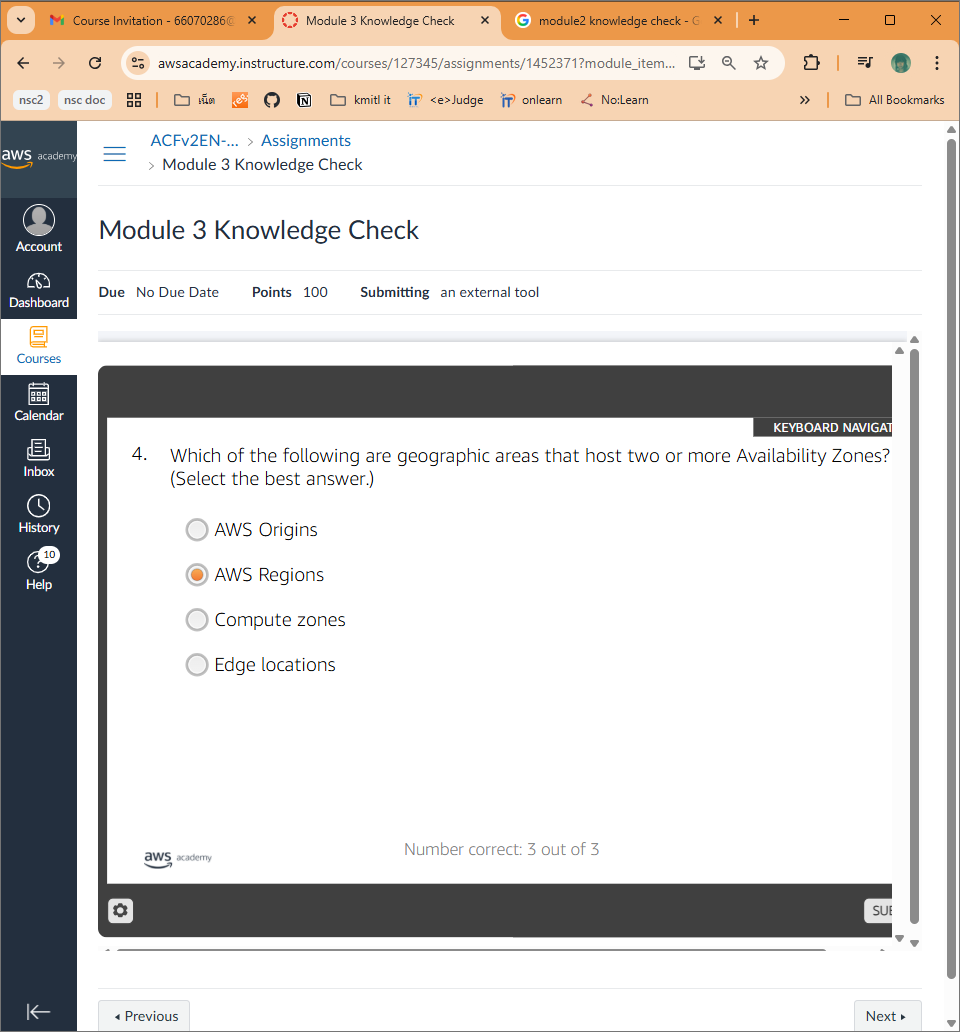 Course Invitation - 66070286@
Module 3 Knowledge Check
module2 knowledge check - G
awsacademy.instructure.com/courses/127345/assignments/1452371?module_item...
nsc2
nsc doc
เน็ต
kmitl it
<e>Judge
onlearn
No:Learn
All Bookmarks
aws academy
ACFv2EN-... > Assignments
> Module 3 Knowledge Check
Account
Dashboard
Courses
Calendar
Inbox
History
10
Help
Module 3 Knowledge Check
Due No Due Date Points 100 Submitting an external tool
KEYBOARD NAVIGAT
4. Which of the following are geographic areas that host two or more Availability Zones?
(Select the best answer.)
AWS Origins
AWS Regions
Compute zones
Edge locations
Number correct: 3 out of 3
aws academy
SUB
Previous
Next